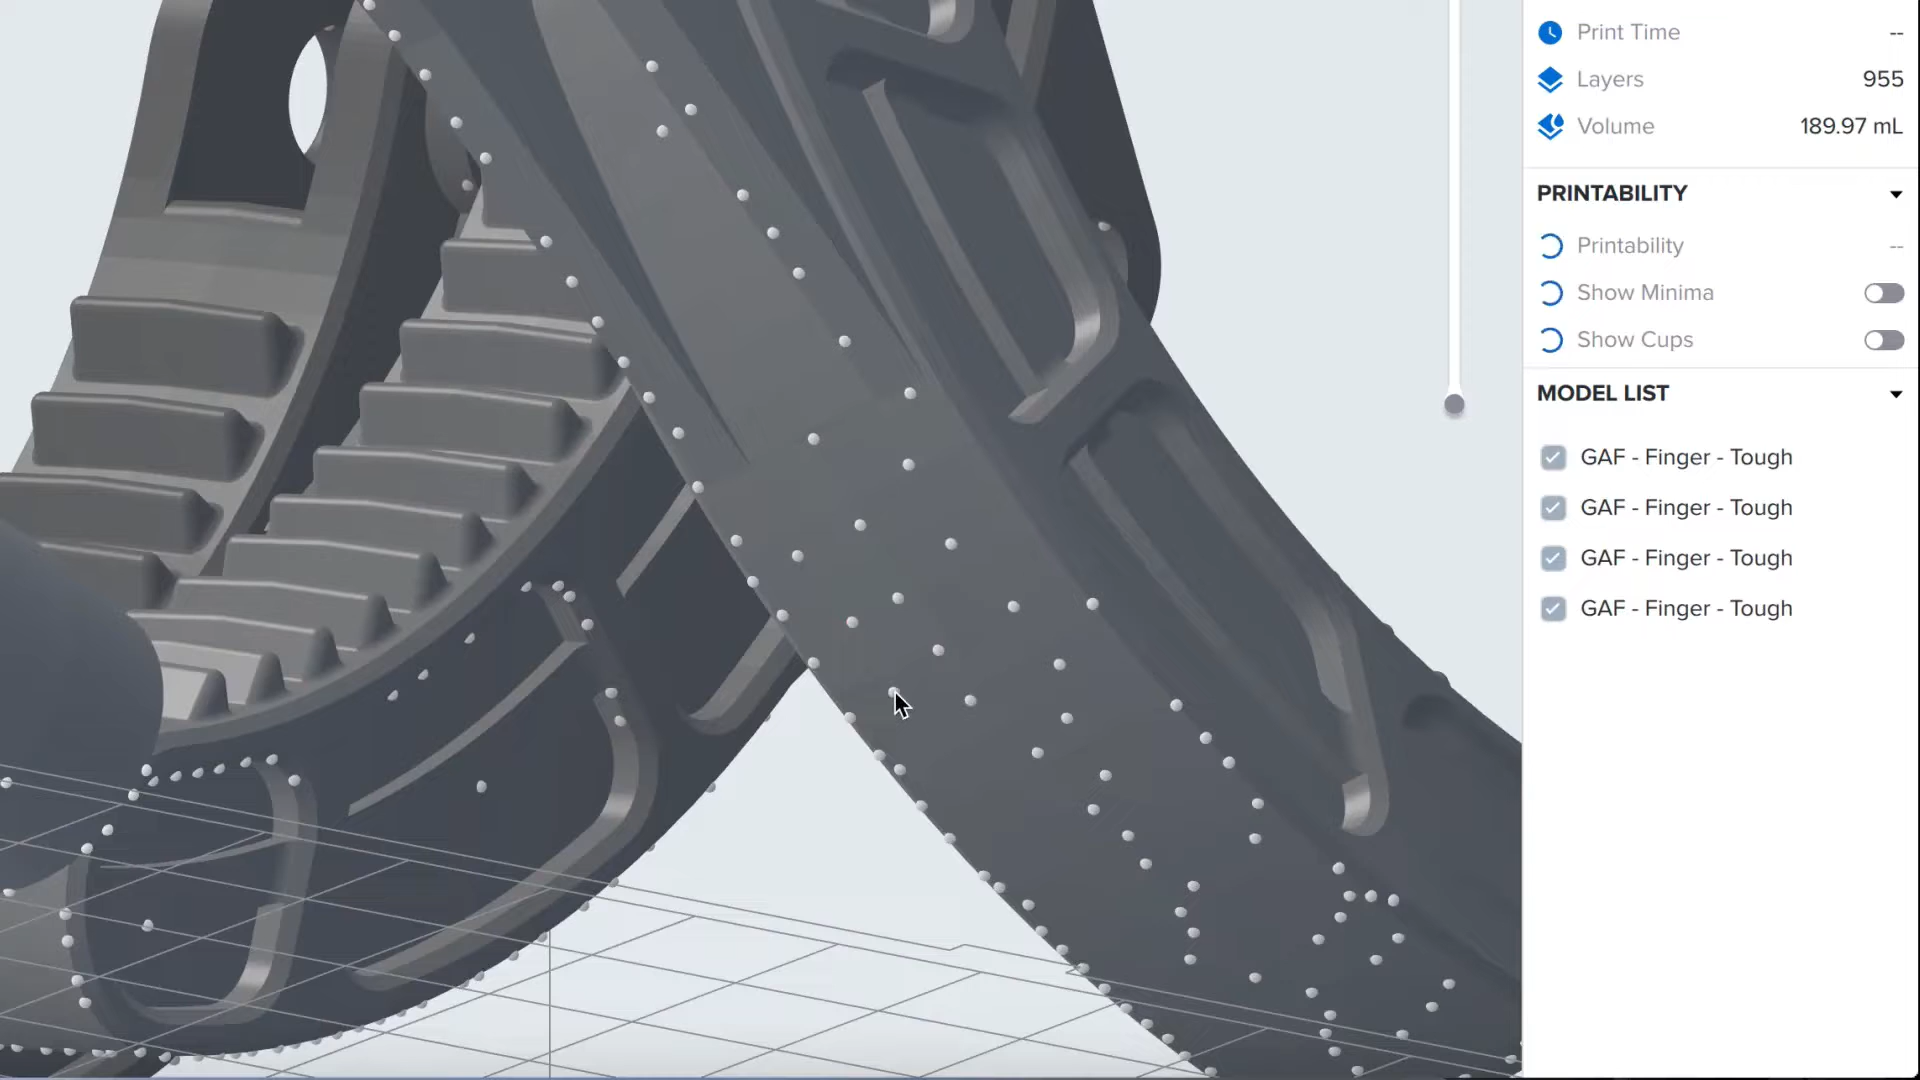 Print Time --
Layers 955
Volume 189.97 mL
PRINTABILITY
Printability --
Show Minima
Show Cups
MODEL LIST
GAF - Finger - Tough
GAF - Finger - Tough
GAF - Finger - Tough
GAF - Finger - Tough